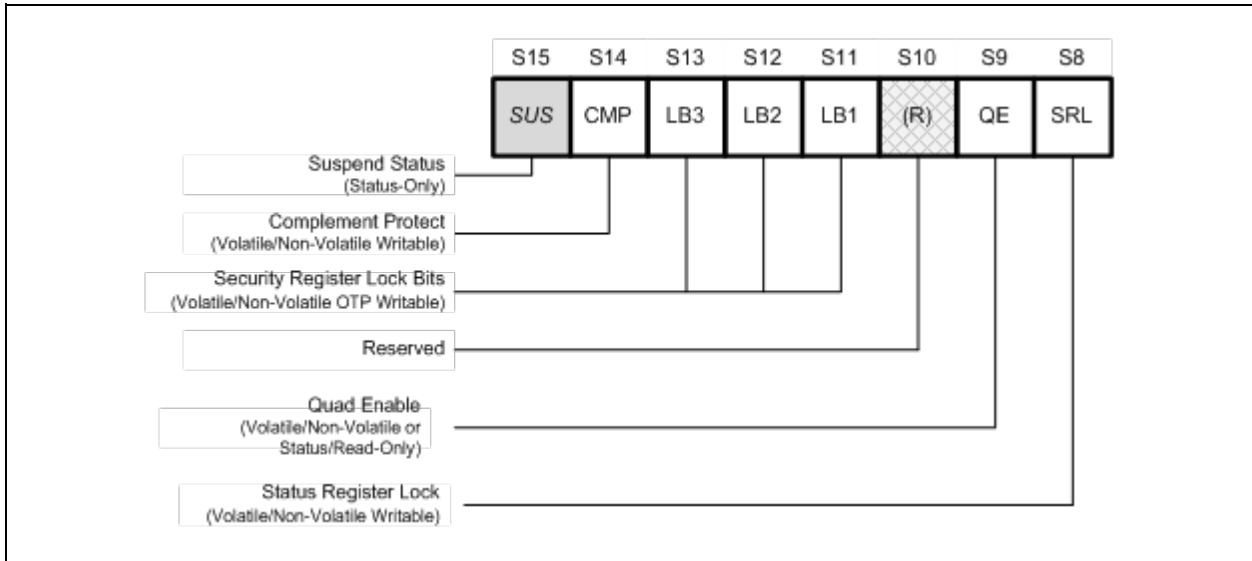 S15 S14 S13 S12 S11 S10 S9 S8
SUS CMP LB3 LB2 LB1 (R) QE SRL
Suspend Status
(Status-Only)
Complement Protect
(Volatile/Non-Volatile Writable)
Security Register Lock Bits
(Volatile/Non-Volatile OTP Writable)
Reserved
Quad Enable
(Volatile/Non-Volatile or
Status/Read-Only)
Status Register Lock
(Volatile/Non-Volatile Writable)